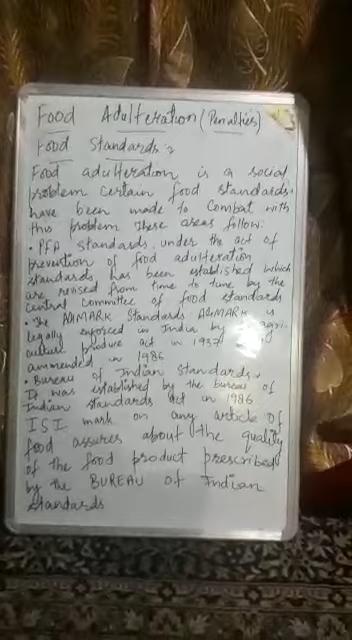 Food Adulteration (Penalties)
Food Standards :
Food adulteration is a social
problem certain food standards.
have been made to combat with
this problem these areas follow.
• PFA standards. under the act of
prevention of food adulteration
standards has been established which
are revised from time to time by the
central committee of food standards
• The AGMARK Standards AGMARK is
legally enforced in India by agri-
culture produce act in 1937
ammended in 1986
• Bureau of Indian Standards.
It was established by the bureau of
Indian standards act in 1986
ISI mark on any article of
food assures about the quality
of the food product prescribed
by the BUREAU of Indian
standards